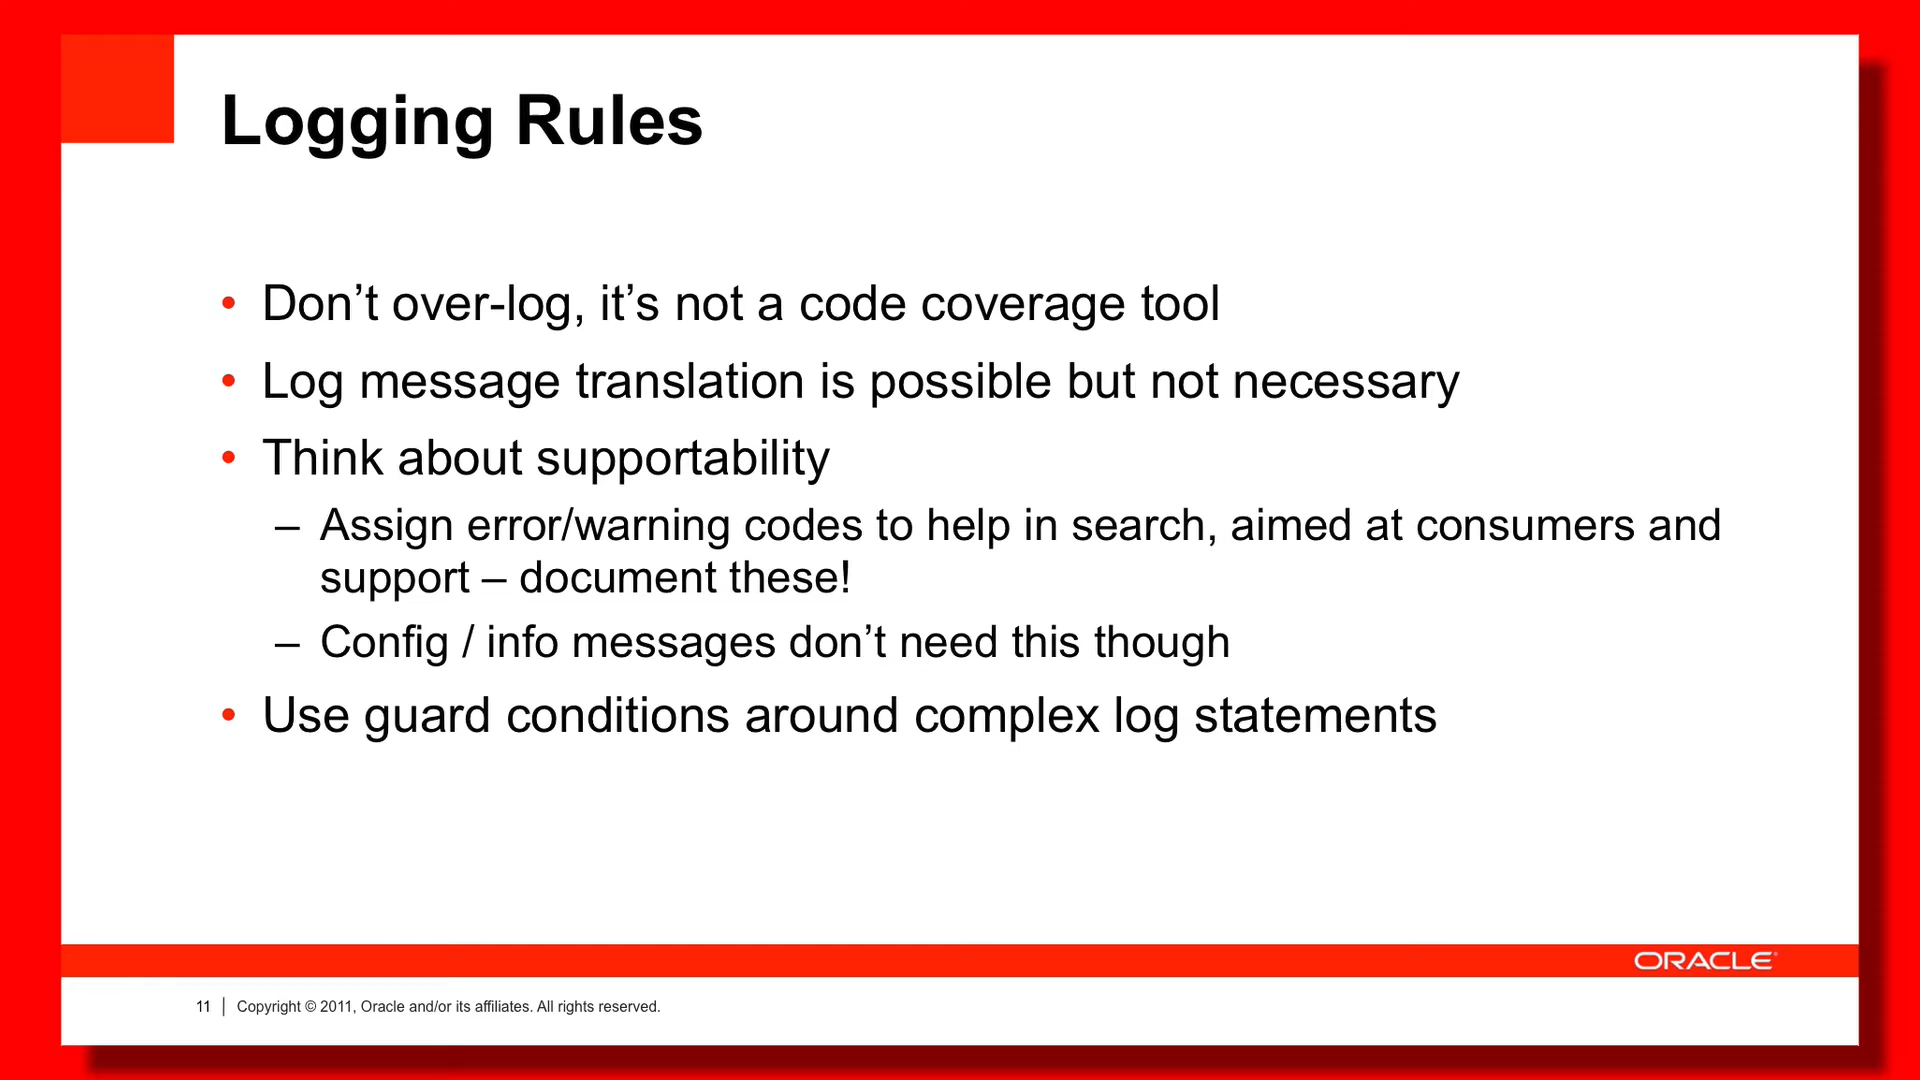 Logging Rules
• Don’t over-log, it’s not a code coverage tool
• Log message translation is possible but not necessary
• Think about supportability
– Assign error/warning codes to help in search, aimed at consumers and
support – document these!
– Config / info messages don’t need this though
• Use guard conditions around complex log statements
ORACLE
11 | Copyright © 2011, Oracle and/or its affiliates. All rights reserved.